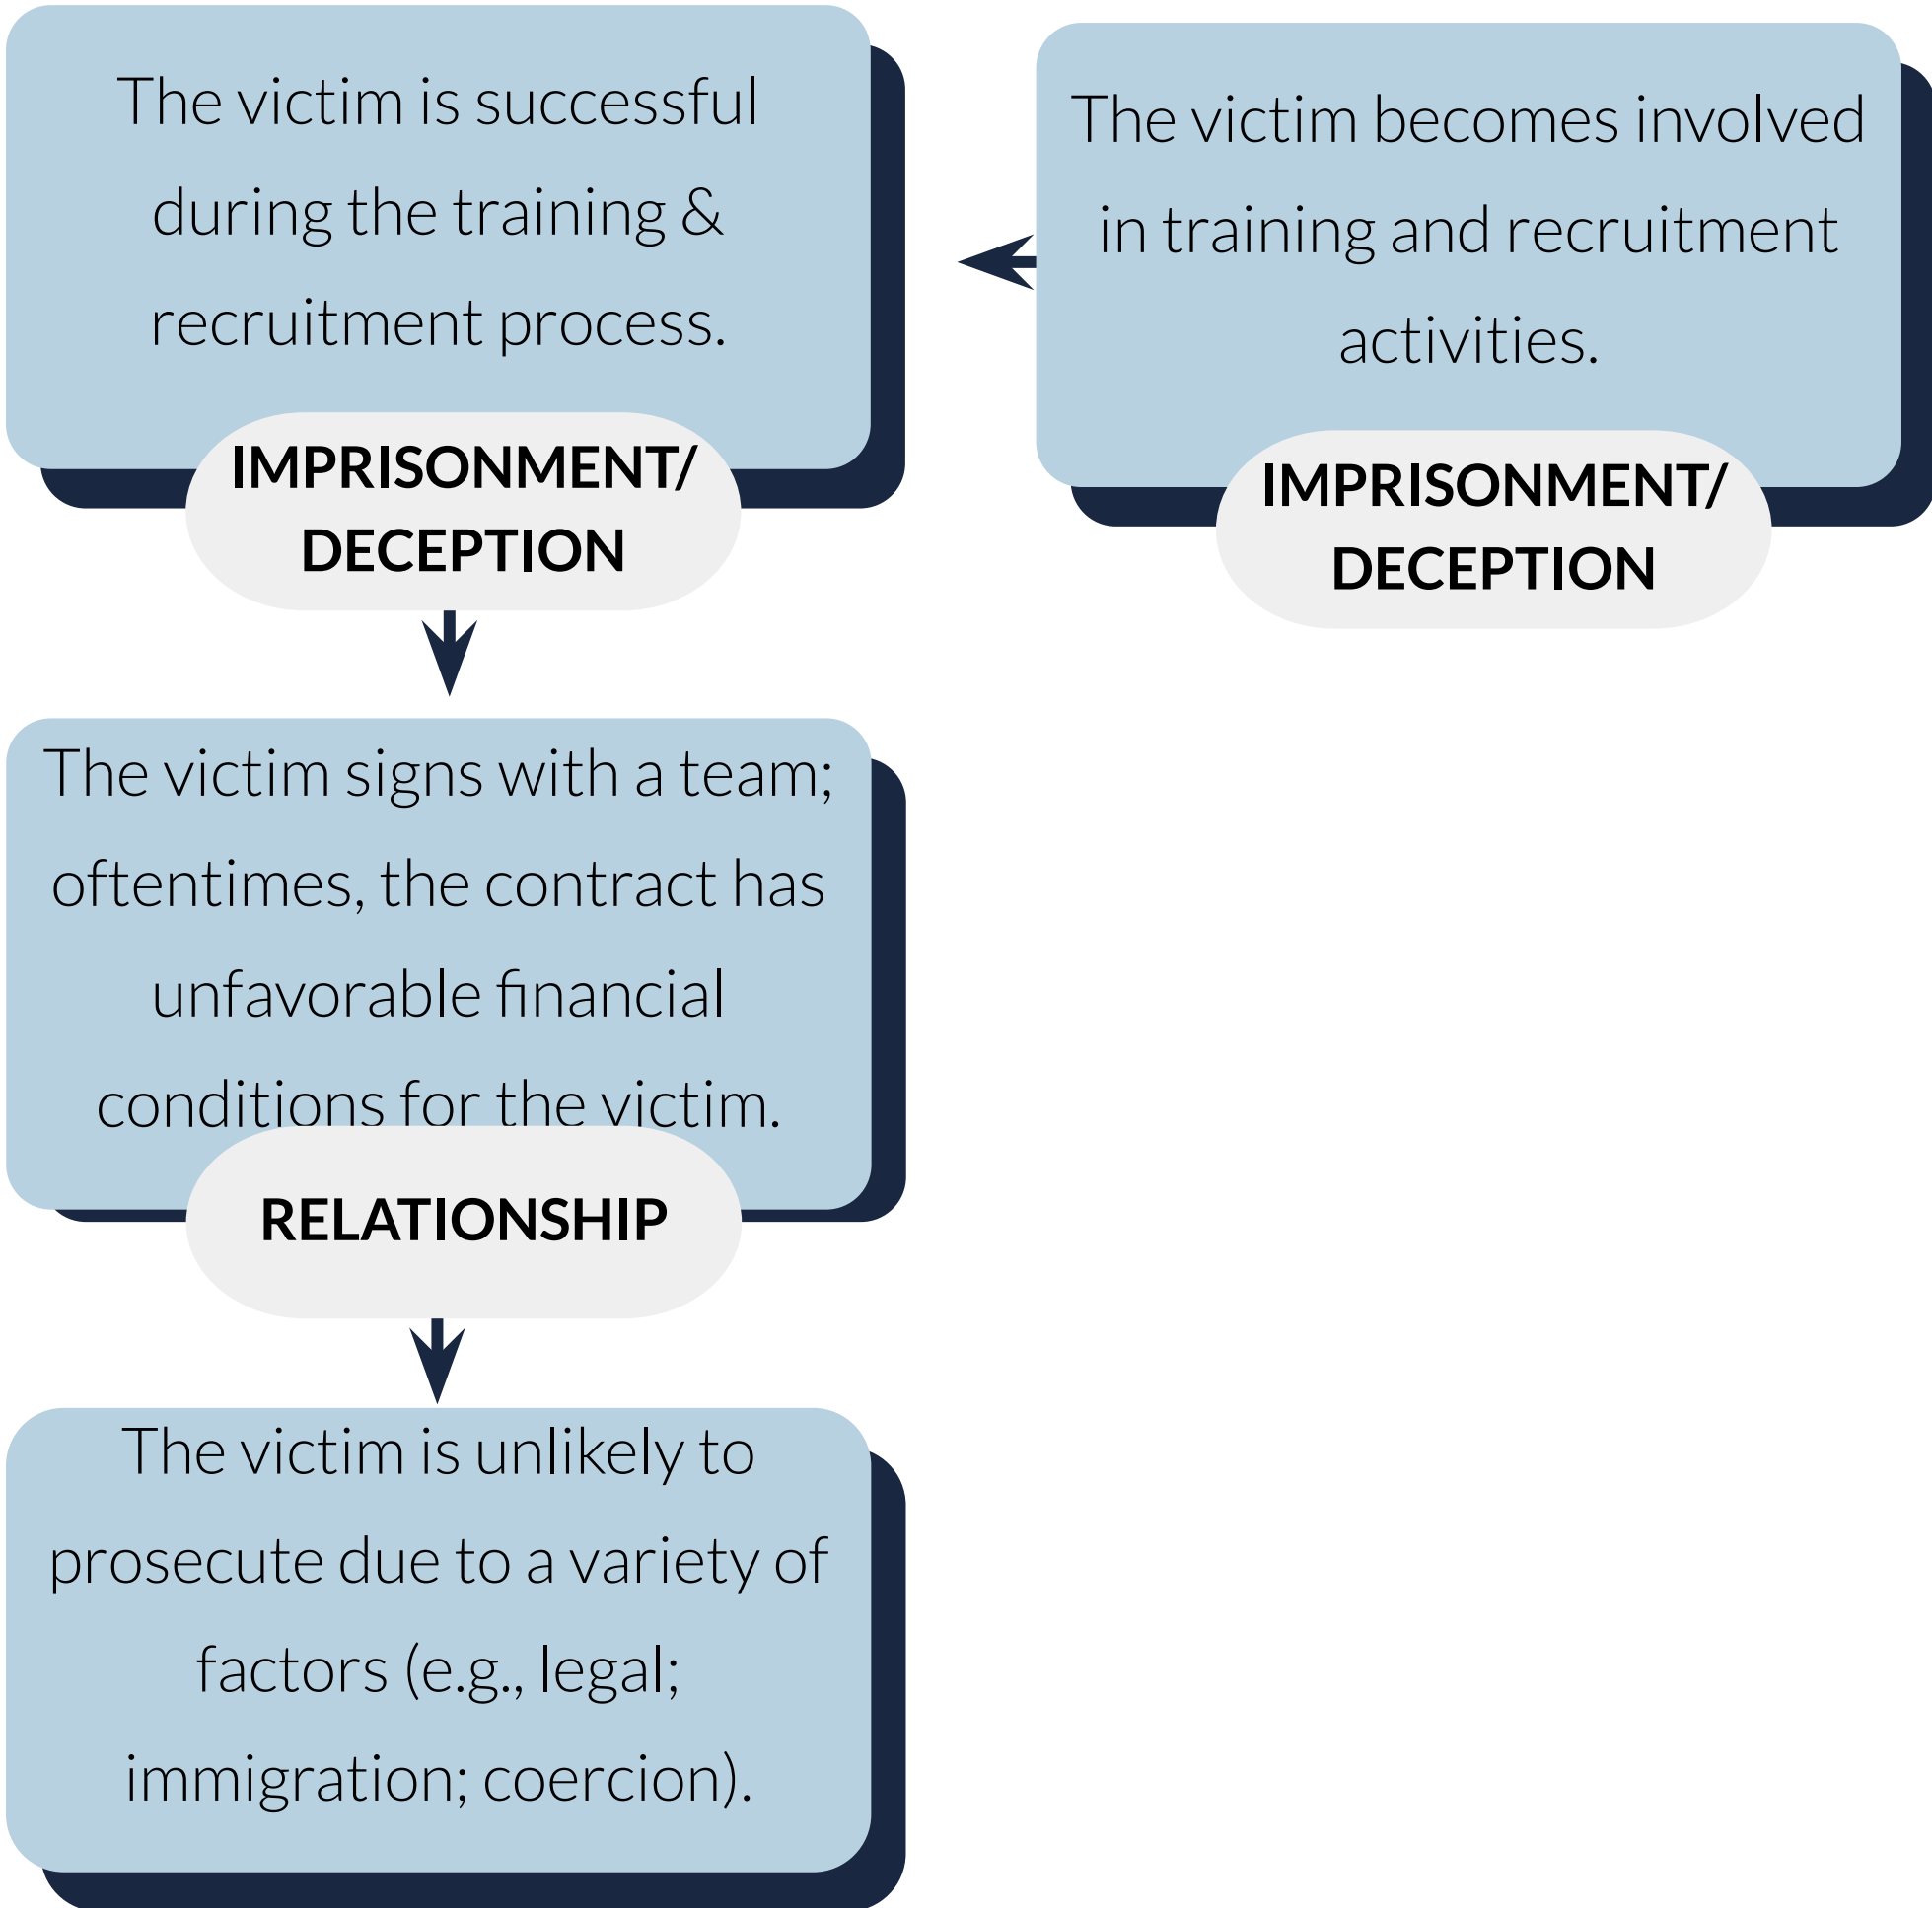 The victim is successful
during the training &
recruitment process.
IMPRISONMENT/
DECEPTION
The victim becomes involved
in training and recruitment
activities.
IMPRISONMENT/
DECEPTION
The victim signs with a team;
oftentimes, the contract has
unfavorable financial
conditions for the victim.
RELATIONSHIP
The victim is unlikely to
prosecute due to a variety of
factors (e.g., legal;
immigration; coercion).